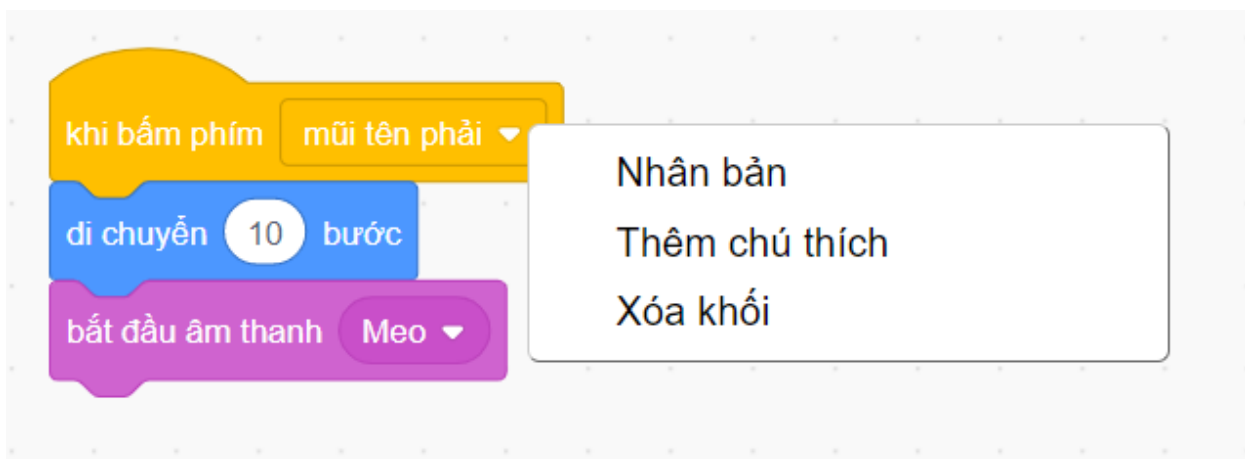 khi bấm phím mũi tên phải
di chuyển 10 bước
bắt đầu âm thanh Meo
Nhân bản
Thêm chú thích
Xóa khối